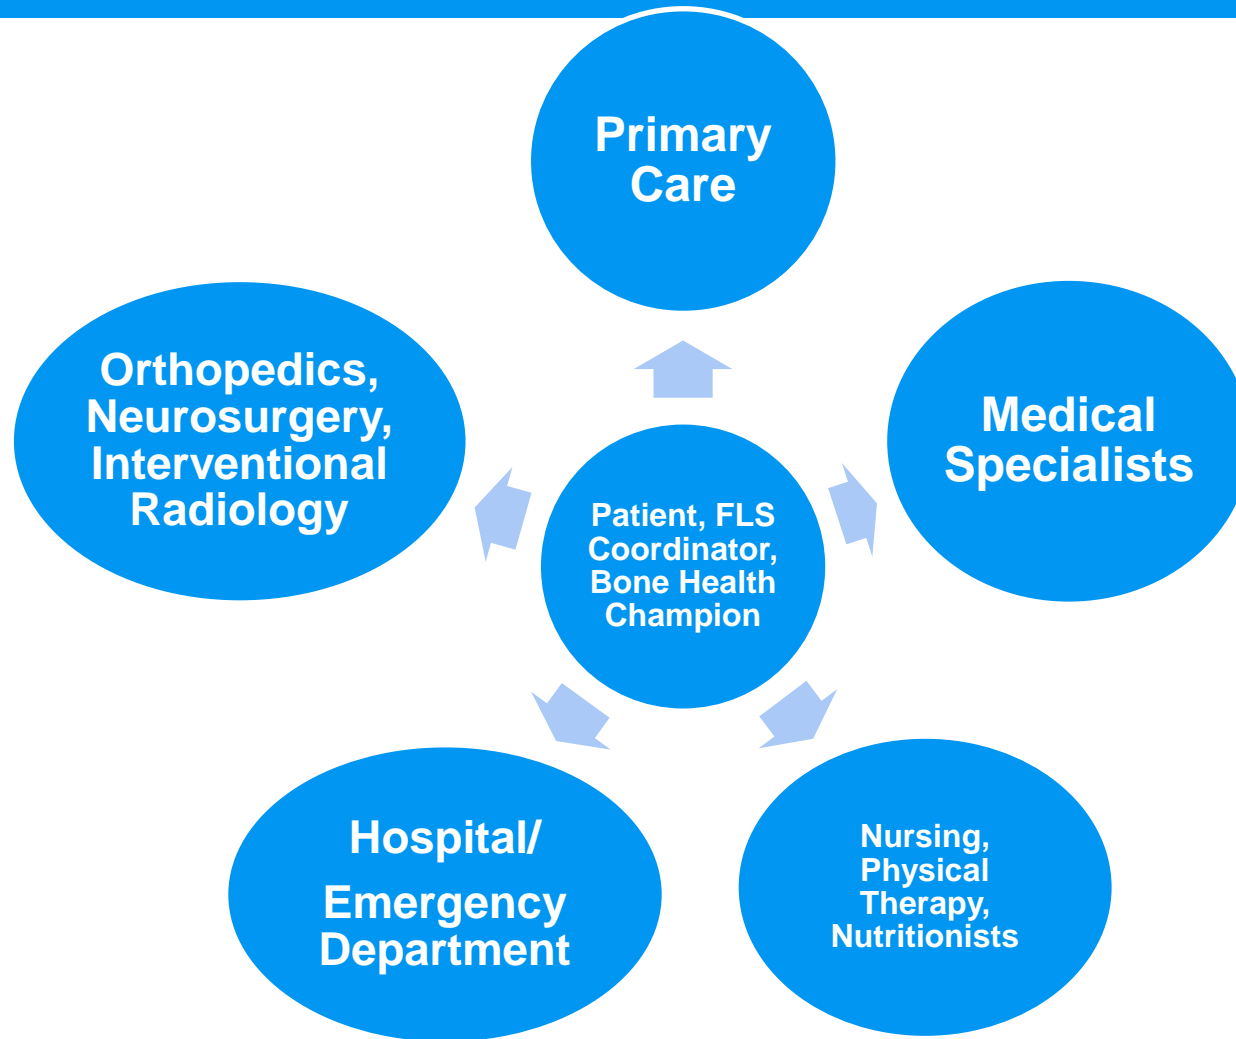 Primary
Care
Orthopedics,
Neurosurgery,
Interventional
Radiology
Medical
Specialists
Patient, FLS
Coordinator,
Bone Health
Champion
Hospital/
Emergency
Department
Nursing,
Physical
Therapy,
Nutritionists